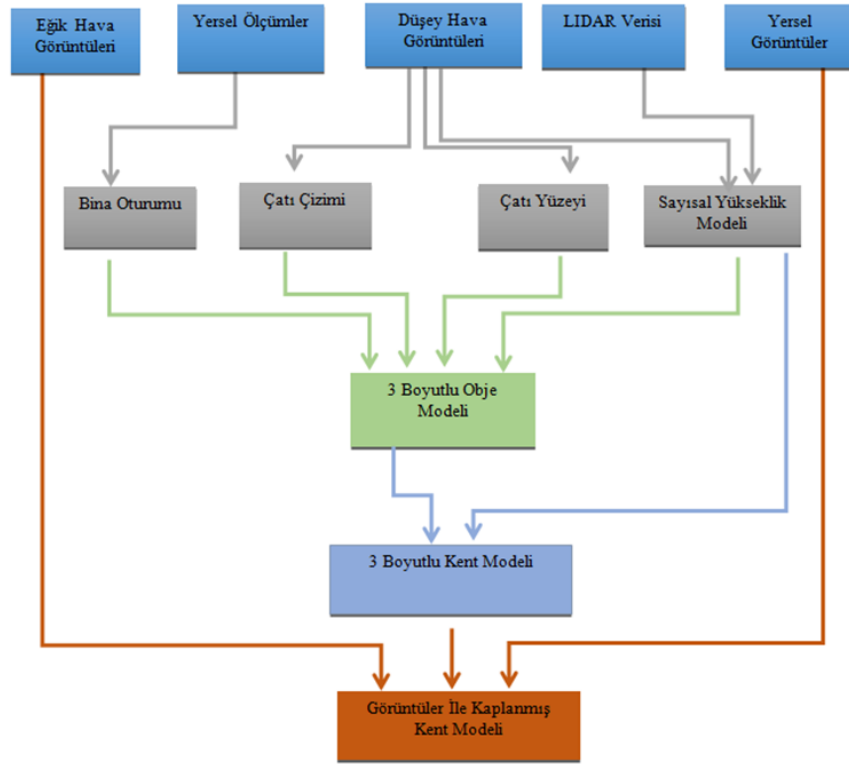 Eğik Hava
Görüntüleri
Yersel Ölçümler
Düşey Hava
Görüntüleri
LIDAR Verisi
Yersel
Görüntüler
Bina Oturumu
Çatı Çizimi
Çatı Yüzeyi
Sayısal Yükseklik
Modeli
3 Boyutlu Obje
Modeli
3 Boyutlu Kent Modeli
Görüntüler İle Kaplanmış
Kent Modeli